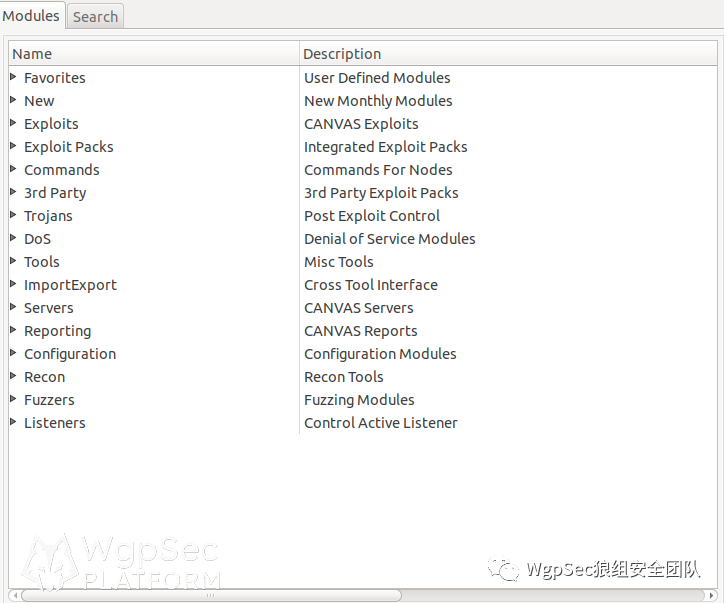 Modules Search
Name Description
Favorites User Defined Modules
New New Monthly Modules
Exploits CANVAS Exploits
Exploit Packs Integrated Exploit Packs
Commands Commands For Nodes
3rd Party 3rd Party Exploit Packs
Trojans Post Exploit Control
DoS Denial of Service Modules
Tools Misc Tools
ImportExport Cross Tool Interface
Servers CANVAS Servers
Reporting CANVAS Reports
Configuration Configuration Modules
Recon Recon Tools
Fuzzers Fuzzing Modules
Listeners Control Active Listener
WgpSec
PLATFORM
WgpSec狼组安全团队